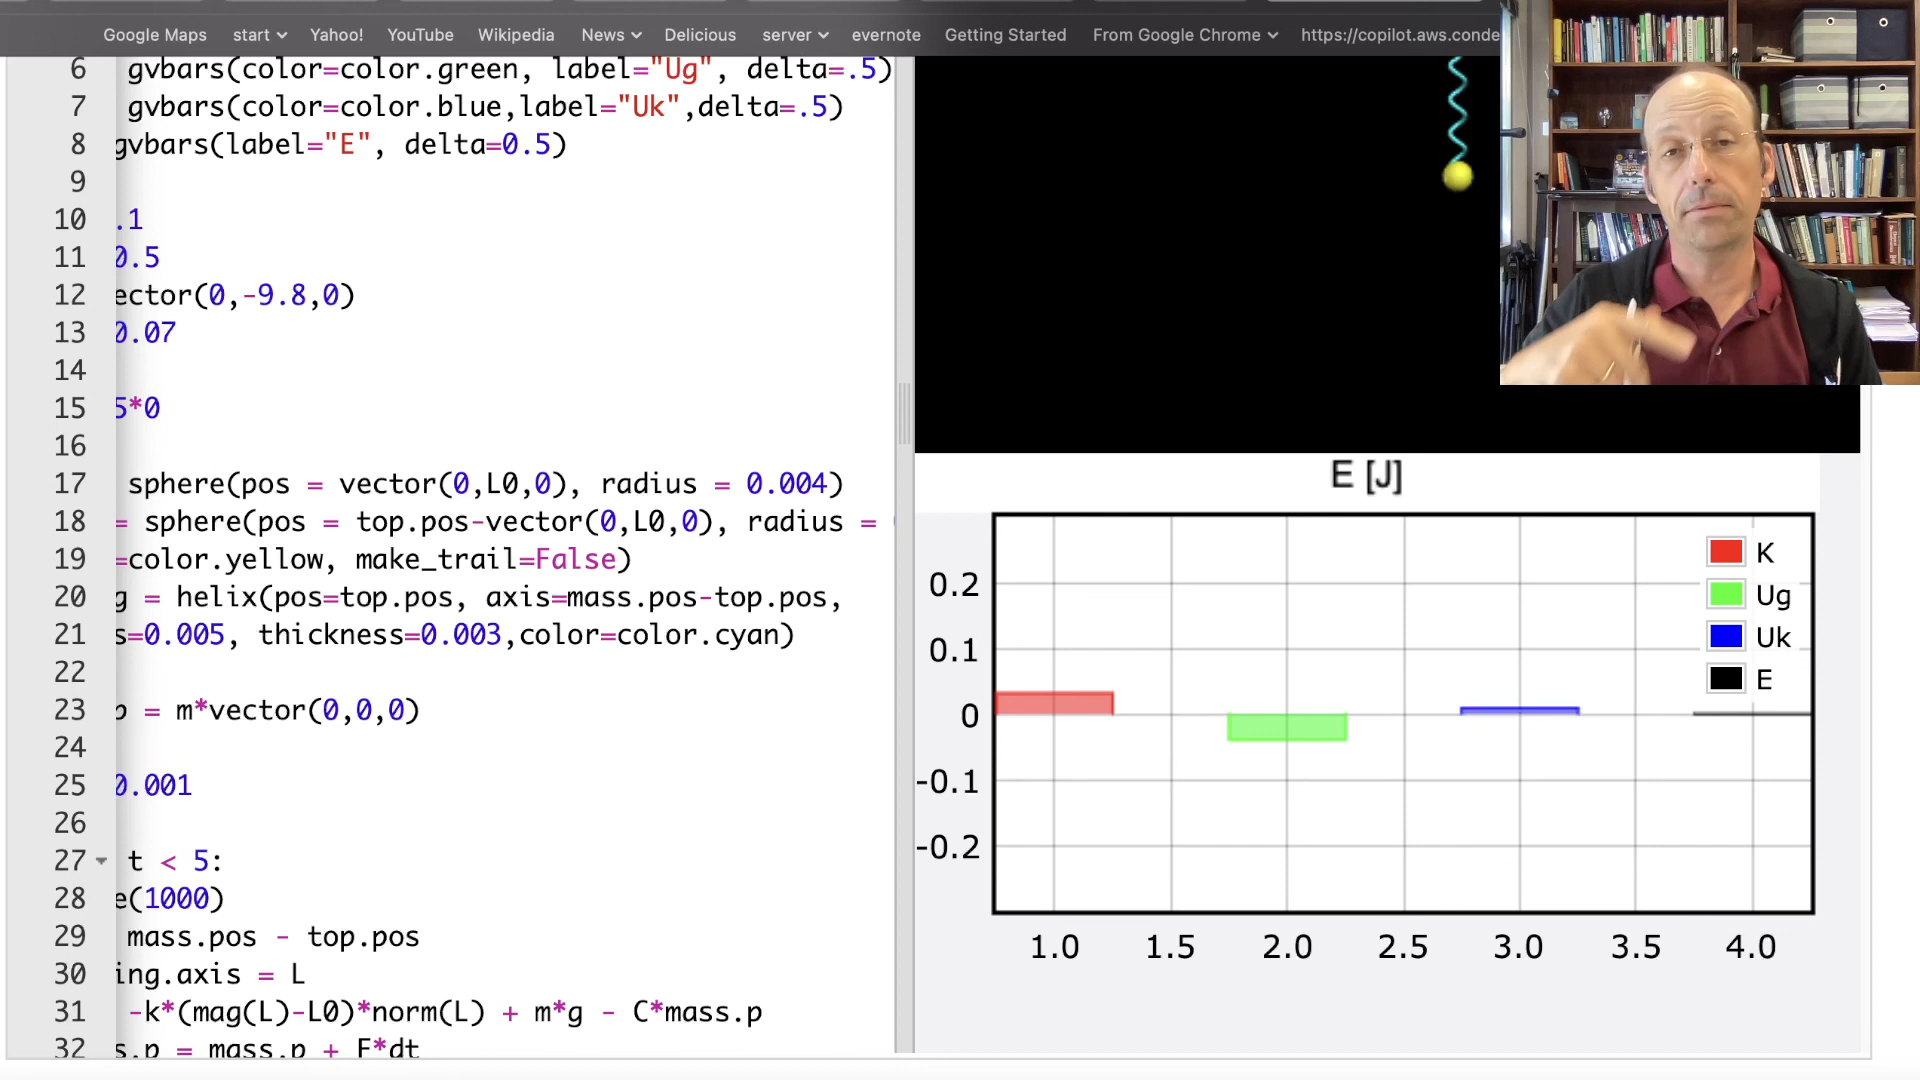 Google Maps start Yahoo! YouTube Wikipedia News Delicious server evernote Getting Started From Google Chrome https://copilot.aws.conde
6 gvbars(color=color.green, label="Ug", delta=.5)
7 gvbars(color=color.blue,label="Uk",delta=.5)
8 gvbars(label="E", delta=0.5)
9
10 .1
11 0.5
12 ector(0,-9.8,0)
13 0.07
14
15 5*0
16
17 sphere(pos = vector(0,L0,0), radius = 0.004)
18 = sphere(pos = top.pos-vector(0,L0,0), radius =
19 =color.yellow, make_trail=False)
20 g = helix(pos=top.pos, axis=mass.pos-top.pos,
21 s=0.005, thickness=0.003,color=color.cyan)
22
23 p = m*vector(0,0,0)
24
25 0.001
26
27 t < 5:
28 e(1000)
29 mass.pos - top.pos
30 ing.axis = L
31 -k*(mag(L)-L0)*norm(L) + m*g - C*mass.p
32 s.p = mass.p + F*dt
E [J]
K
Ug
Uk
E
0.2
0.1
0
-0.1
-0.2
1.0 1.5 2.0 2.5 3.0 3.5 4.0